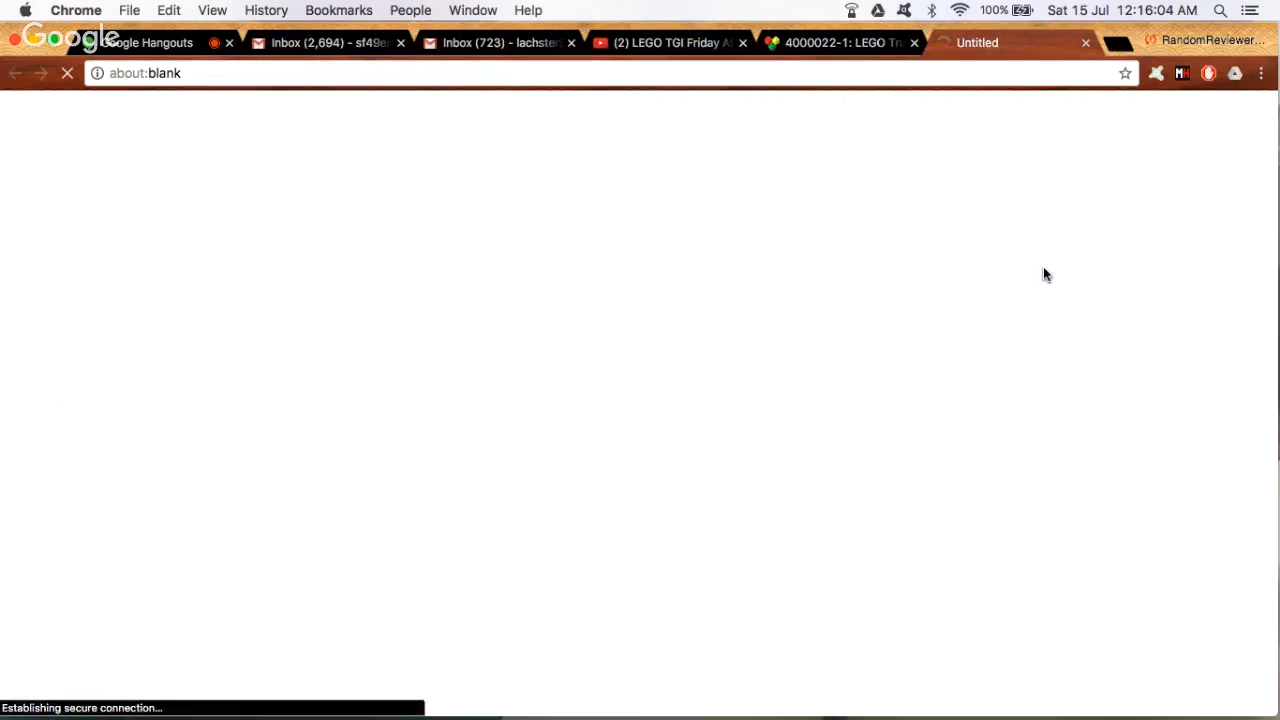 Chrome File Edit View History Bookmarks People Window Help 100% Sat 15 Jul 12:16:04 AM
Google
Google Hangouts Inbox (2,694) - sf49e Inbox (723) - lachster LEGO TGI Friday (2) 4000022-1: LEGO Tr Untitled RandomReviewer...
about:blank
Establishing secure connection...